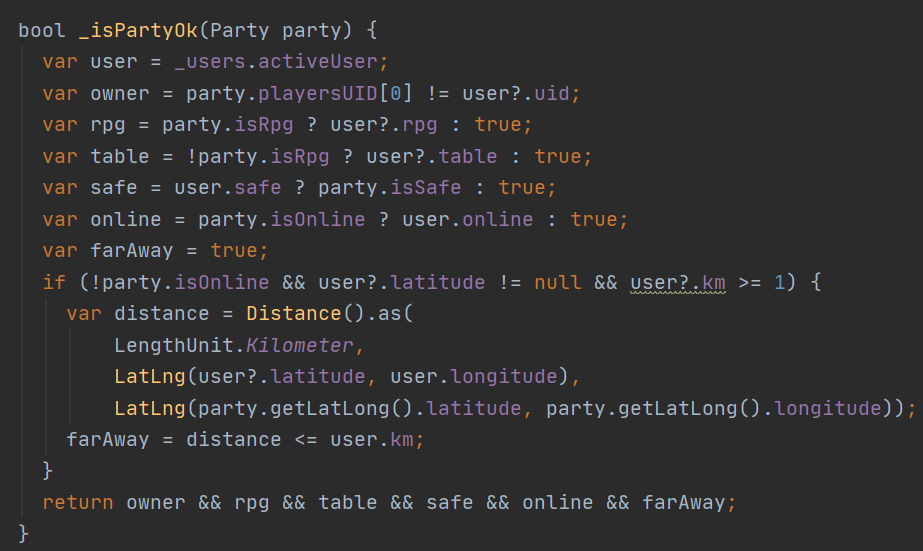 bool _isPartyOk(Party party) {
  var user = _users.activeUser;
  var owner = party.playersUID[0] != user?.uid;
  var rpg = party.isRpg ? user?.rpg : true;
  var table = !party.isRpg ? user?.table : true;
  var safe = user.safe ? party.isSafe : true;
  var online = party.isOnline ? user.online : true;
  var farAway = true;
  if (!party.isOnline && user?.latitude != null && user?.km >= 1) {
    var distance = Distance().as(
        LengthUnit.Kilometer,
        LatLng(user?.latitude, user.longitude),
        LatLng(party.getLatLong().latitude, party.getLatLong().longitude));
    farAway = distance <= user.km;
  }
  return owner && rpg && table && safe && online && farAway;
}